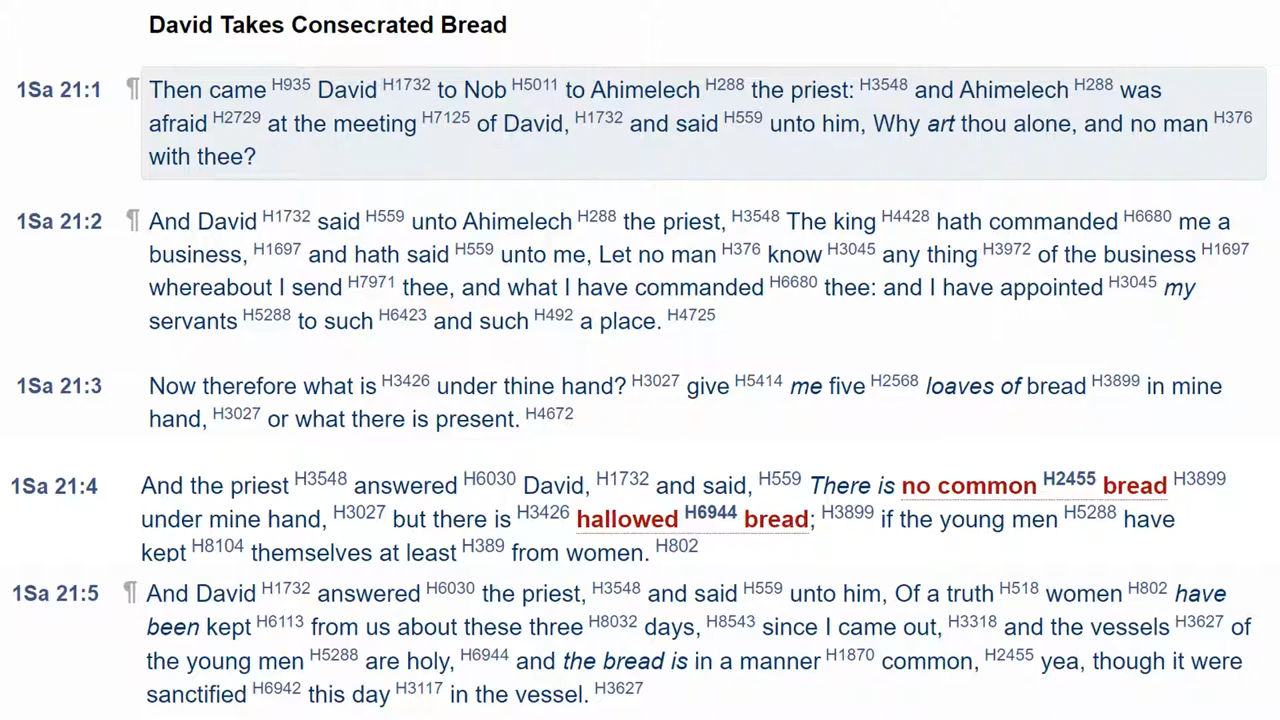 David Takes Consecrated Bread
1Sa 21:1 ¶ Then came H935 David H1732 to Nob H5011 to Ahimelech H288 the priest: H3548 and Ahimelech H288 was
afraid H2729 at the meeting H7125 of David, H1732 and said H559 unto him, Why art thou alone, and no man H376
with thee?
1Sa 21:2 ¶ And David H1732 said H559 unto Ahimelech H288 the priest, H3548 The king H4428 hath commanded H6680 me a
business, H1697 and hath said H559 unto me, Let no man H376 know H3045 any thing H3972 of the business H1697
whereabout I send H7971 thee, and what I have commanded H6680 thee: and I have appointed H3045 my
servants H5288 to such H6423 and such H492 a place. H4725
1Sa 21:3 Now therefore what is H3426 under thine hand? H3027 give H5414 me five H2568 loaves of bread H3899 in mine
hand, H3027 or what there is present. H4672
1Sa 21:4 And the priest H3548 answered H6030 David, H1732 and said, H559 There is no common H2455 bread H3899
under mine hand, H3027 but there is H3426 hallowed H6944 bread; H3899 if the young men H5288 have
kept H8104 themselves at least H389 from women. H802
1Sa 21:5 ¶ And David H1732 answered H6030 the priest, H3548 and said H559 unto him, Of a truth H518 women H802 have
been kept H6113 from us about these three H8032 days, H8543 since I came out, H3318 and the vessels H3627 of
the young men H5288 are holy, H6944 and the bread is in a manner H1870 common, H2455 yea, though it were
sanctified H6942 this day H3117 in the vessel. H3627